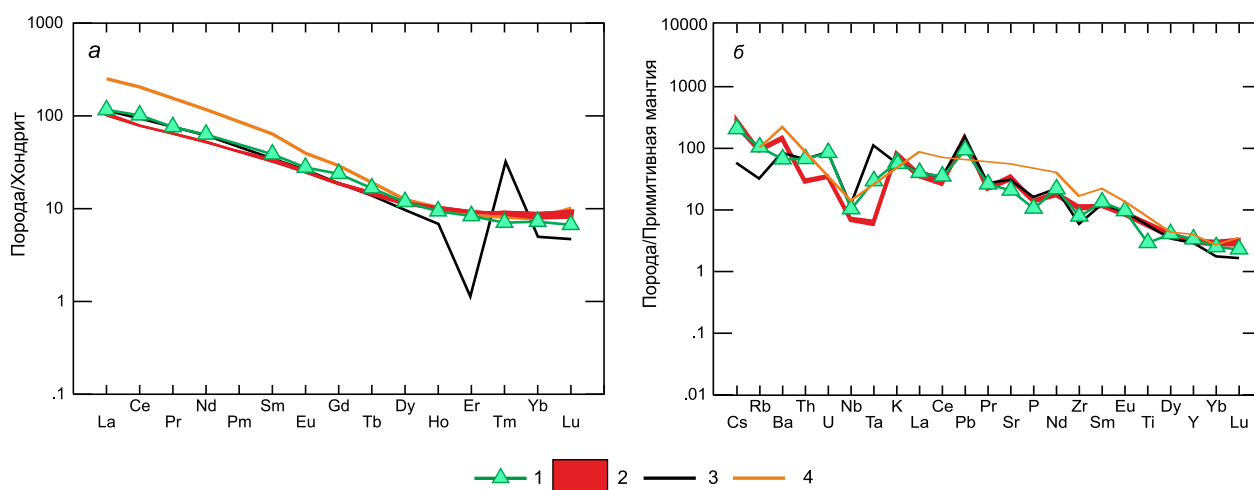 а
Порода/Хондрит
1000
100
10
1
.1
Ce Nd Sm Gd Dy Er Yb
La Pr Pm Eu Tb Ho Tm Lu
б
Порода/Примитивная мантия
10000
1000
100
10
1
.1
.01
Rb Th Nb K Ce Pr P Zr Eu Dy Yb
Cs Ba U Ta La Pb Sr Nd Sm Ti Y Lu
1 2 3 4